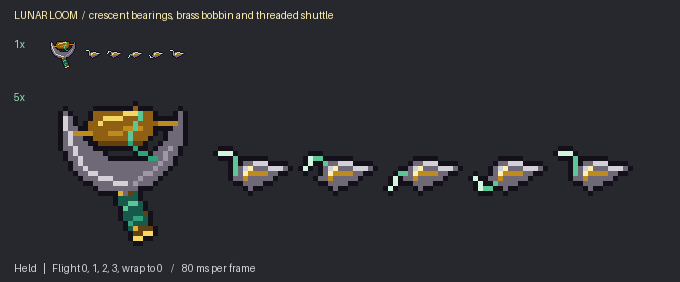 LUNAR LOOM / crescent bearings, brass bobbin and threaded shuttle
1x
5x
Held | Flight 0, 1, 2, 3, wrap to 0 / 80 ms per frame